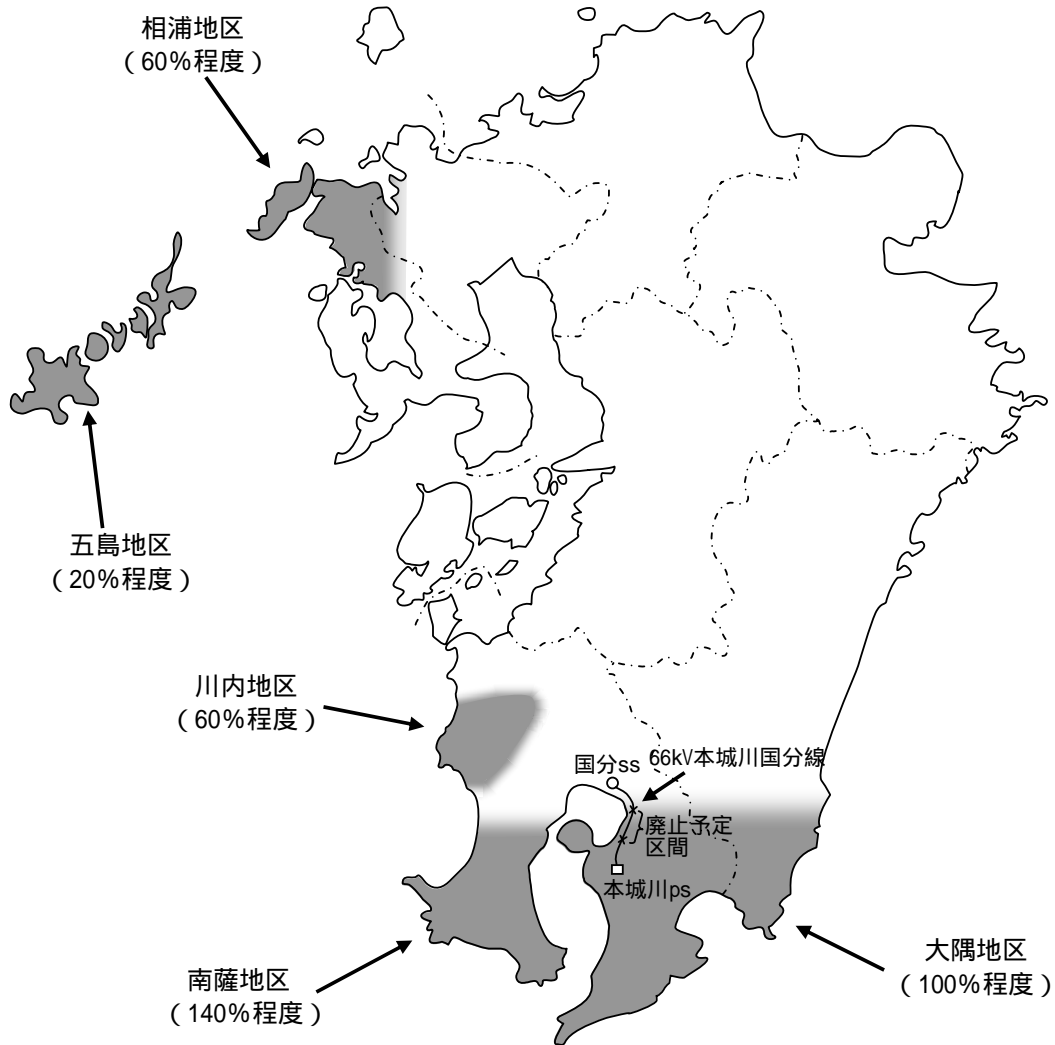 相浦地区
（60%程度）
五島地区
（20%程度）
川内地区
（60%程度）
国分ss
66kV本城川国分線
廃止予定
区間
本城川ps
南薩地区
（140%程度）
大隅地区
（100%程度）